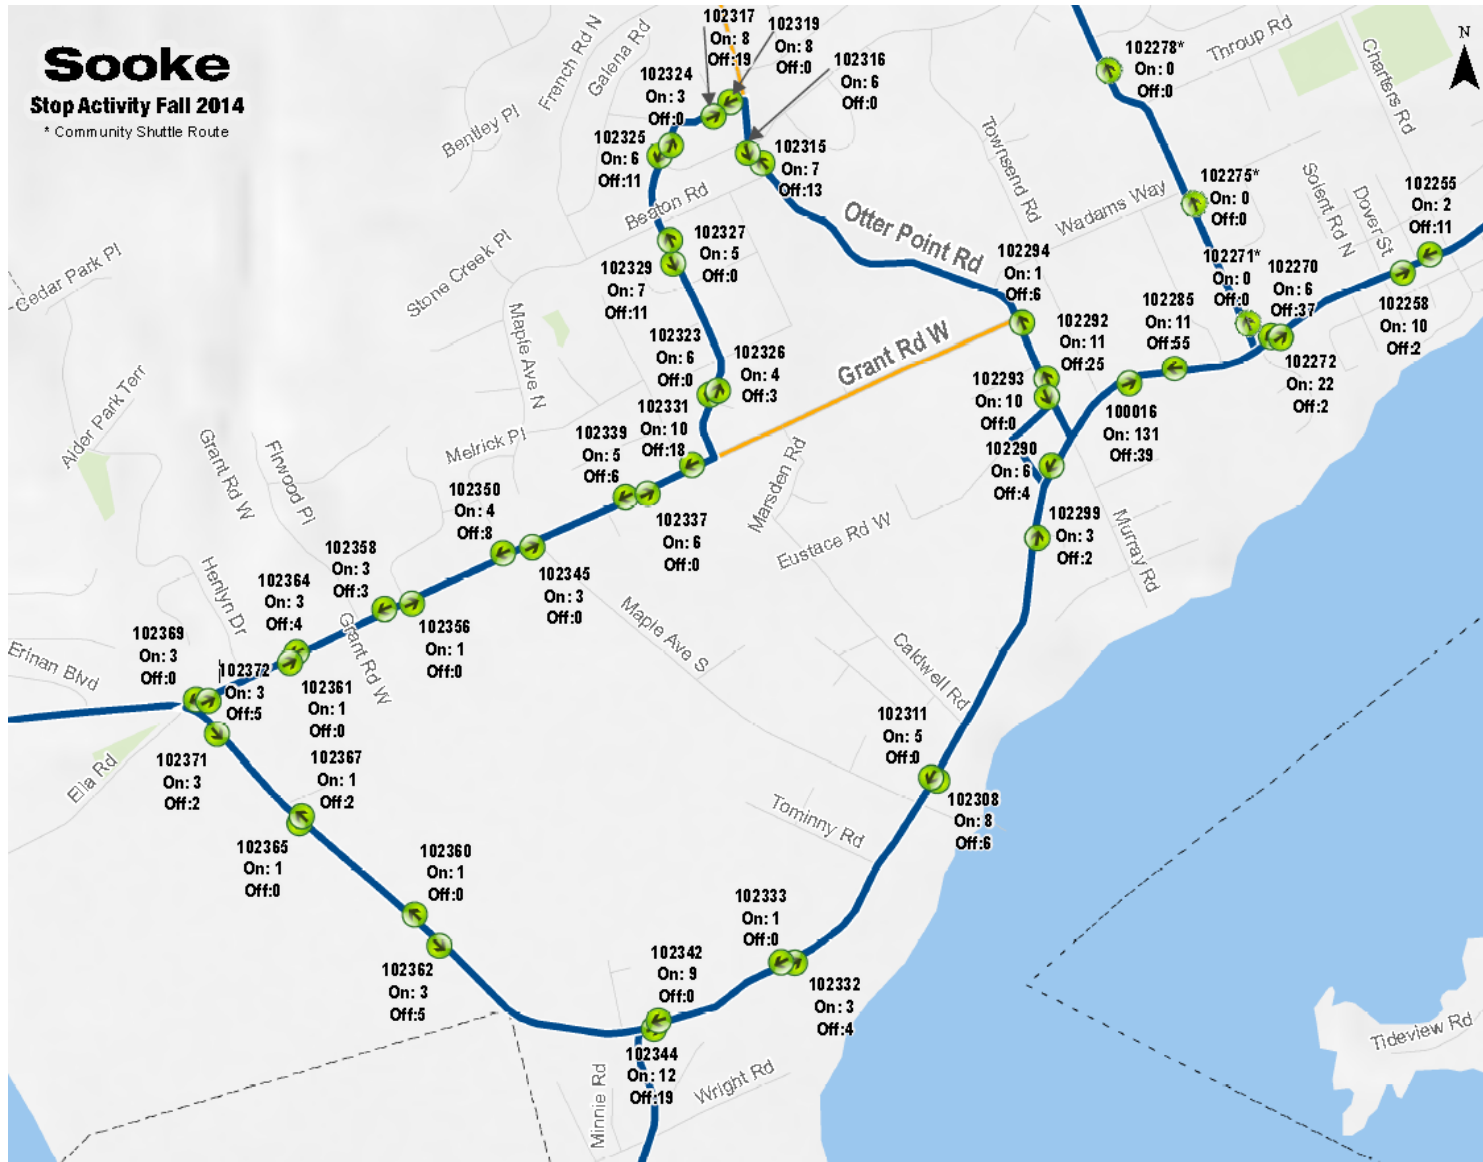 Sooke
Stop Activity Fall 2014
* Community Shuttle Route
N
102317
On: 8
Off:19
102319
On: 8
Off:0
102316
On: 6
Off:0
102324
On: 3
Off:0
102325
On: 6
Off:11
102315
On: 7
Off:13
102278*
On: 0
Off:0
102275*
On: 0
Off:0
102271*
On: 0
Off:0
102270
On: 6
Off:37
102255
On: 2
Off:11
102258
On: 10
Off:2
102272
On: 22
Off:2
102285
On: 11
Off:55
100016
On: 131
Off:39
102294
On: 1
Off:6
102292
On: 11
Off:25
102293
On: 10
Off:0
102290
On: 6
Off:4
102299
On: 3
Off:2
102327
On: 5
Off:0
102329
On: 7
Off:11
102323
On: 6
Off:0
102326
On: 4
Off:3
102331
On: 10
Off:18
102339
On: 5
Off:6
102337
On: 6
Off:0
102350
On: 4
Off:8
102345
On: 3
Off:0
102358
On: 3
Off:3
102356
On: 1
Off:0
102364
On: 3
Off:4
102361
On: 1
Off:0
102369
On: 3
Off:0
102372
On: 3
Off:5
102371
On: 3
Off:2
102367
On: 1
Off:2
102365
On: 1
Off:0
102360
On: 1
Off:0
102362
On: 3
Off:5
102342
On: 9
Off:0
102344
On: 12
Off:19
102333
On: 1
Off:0
102332
On: 3
Off:4
102311
On: 5
Off:0
102308
On: 8
Off:6
French Rd N
Galena Rd
Bentley Pl
Beaton Rd
Stone Creek Pl
Cedar Park Pl
Maple Ave N
Alder Park Terr
Grant Rd W
Firwood Pl
Melrick Pl
Henlyn Dr
Erinan Blvd
Ella Rd
Grant Rd W
Maple Ave S
Marsden Rd
Eustace Rd W
Grant Rd W
Otter Point Rd
Townsend Rd
Wadams Way
Throup Rd
Charters Rd
Solent Rd N
Dover St
Murray Rd
Caldwell Rd
Tominny Rd
Minnie Rd
Wright Rd
Tideview Rd